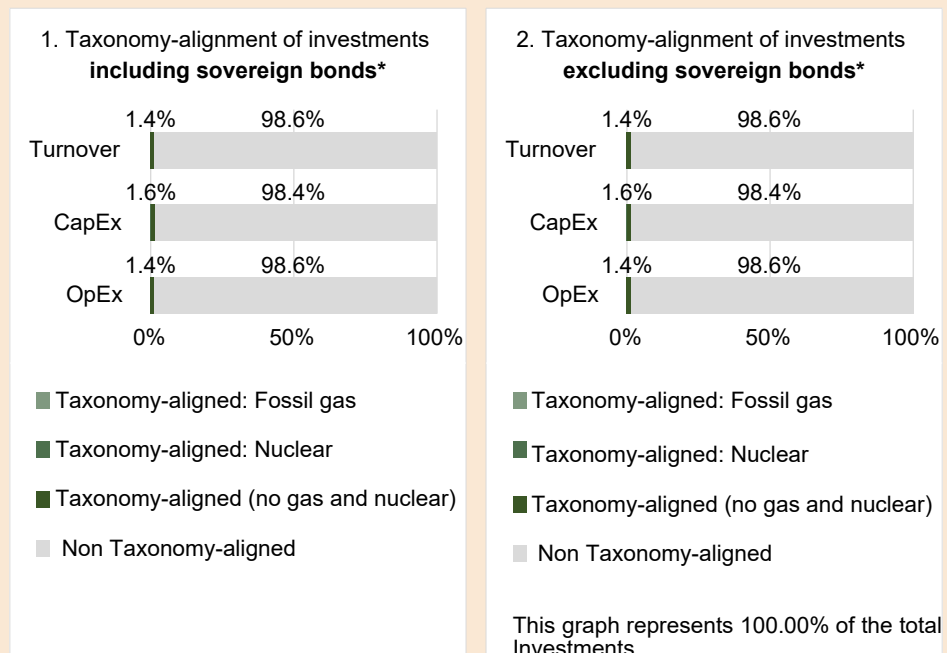 1. Taxonomy-alignment of investments
including sovereign bonds*
1.4% 98.6%
Turnover
1.6% 98.4%
CapEx
1.4% 98.6%
OpEx
0% 50% 100%
Taxonomy-aligned: Fossil gas
Taxonomy-aligned: Nuclear
Taxonomy-aligned (no gas and nuclear)
Non Taxonomy-aligned
2. Taxonomy-alignment of investments
excluding sovereign bonds*
1.4% 98.6%
Turnover
1.6% 98.4%
CapEx
1.4% 98.6%
OpEx
0% 50% 100%
Taxonomy-aligned: Fossil gas
Taxonomy-aligned: Nuclear
Taxonomy-aligned (no gas and nuclear)
Non Taxonomy-aligned
This graph represents 100.00% of the total
Investments